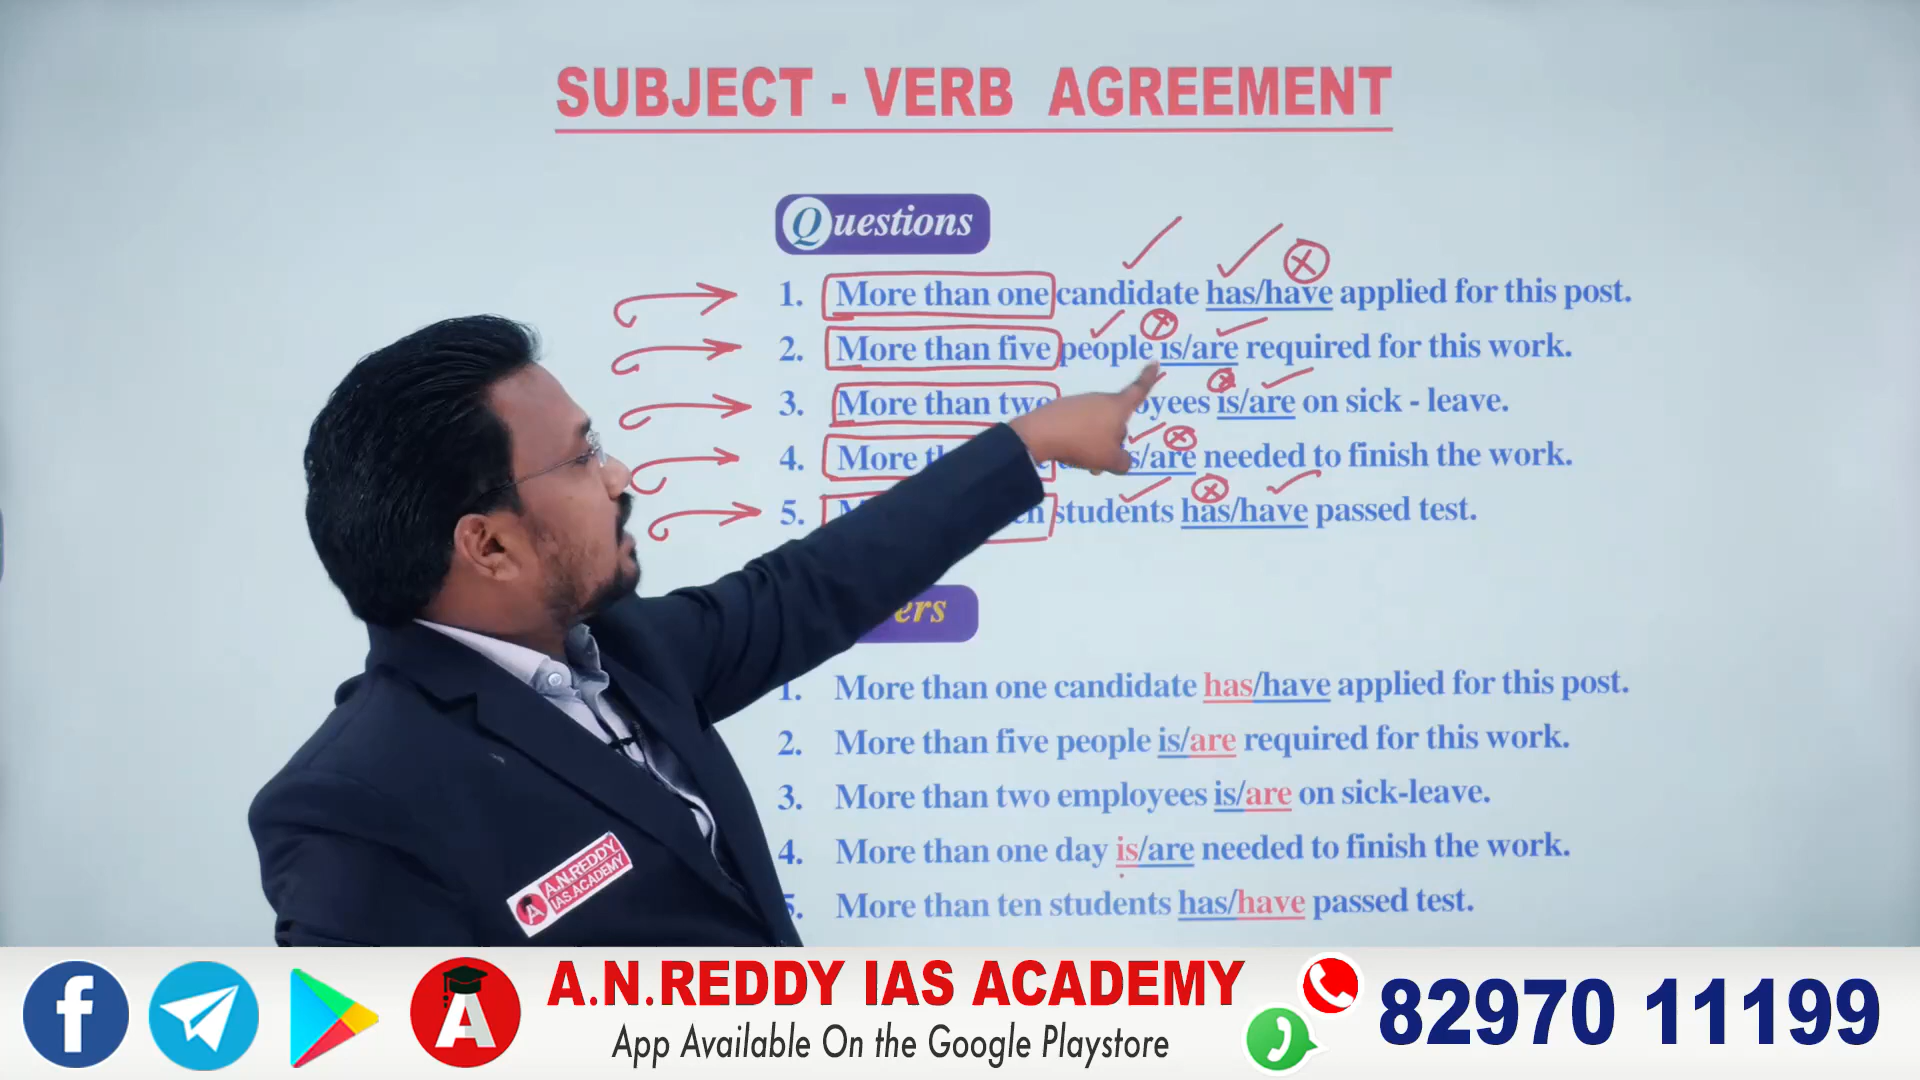 SUBJECT - VERB AGREEMENT
Questions
1. More than one candidate has/have applied for this post.
2. More than five people is/are required for this work.
3. More than two yees is/are on sick - leave.
4. More s/are needed to finish the work.
5. en students has/have passed test.
ers
1. More than one candidate has/have applied for this post.
2. More than five people is/are required for this work.
3. More than two employees is/are on sick-leave.
4. More than one day is/are needed to finish the work.
5. More than ten students has/have passed test.
A.N.REDDY
IAS ACADEMY
A.N.REDDY IAS ACADEMY
App Available On the Google Playstore
82970 11199